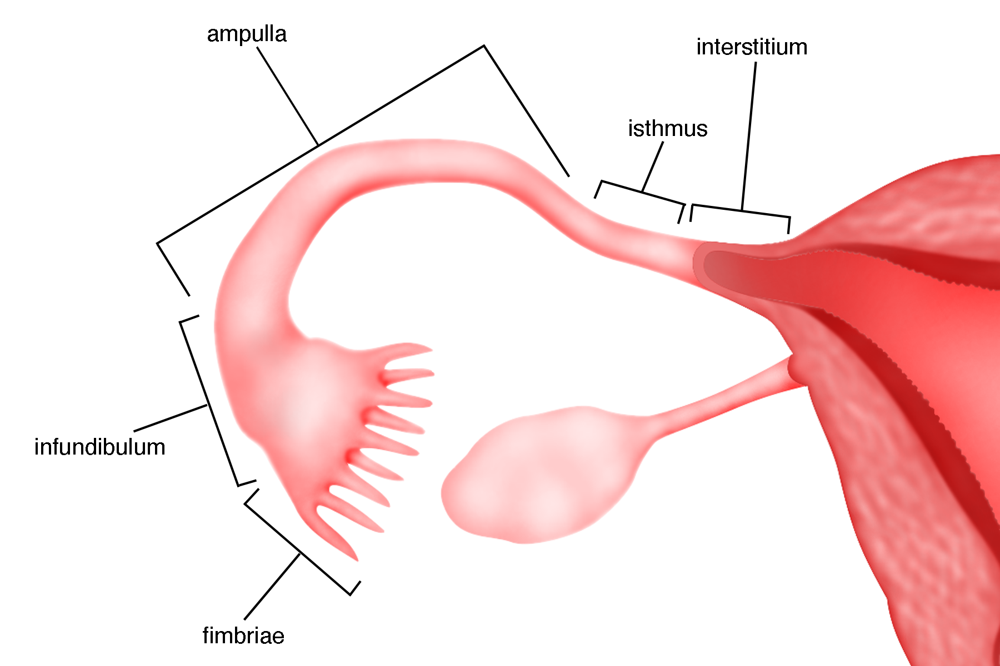 ampulla
interstitium
isthmus
infundibulum
fimbriae